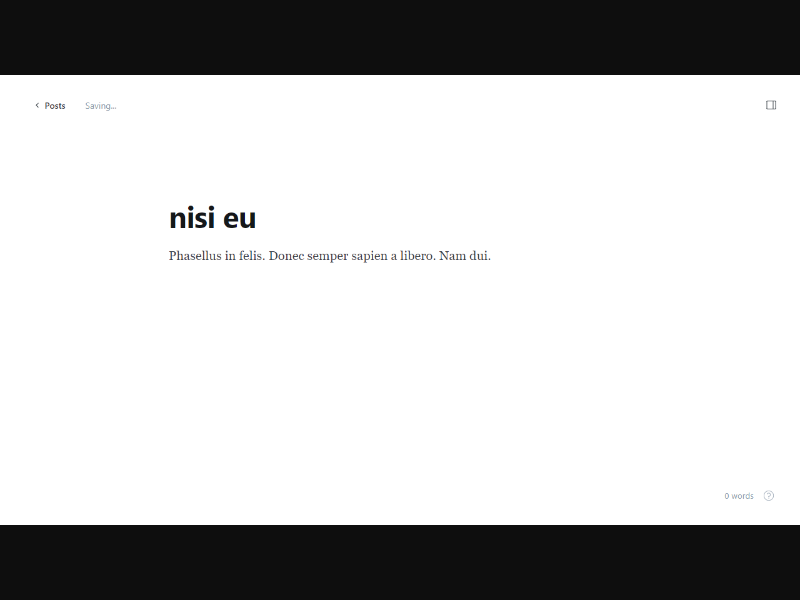 Posts
Saving...
nisi eu
Phasellus in felis. Donec semper sapien a libero. Nam dui.
0 words